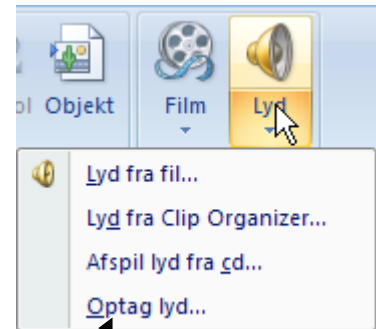 Objekt Film Lyd
Lyd fra fil...
Lyd fra Clip Organizer...
Afspil lyd fra cd...
Optag lyd...